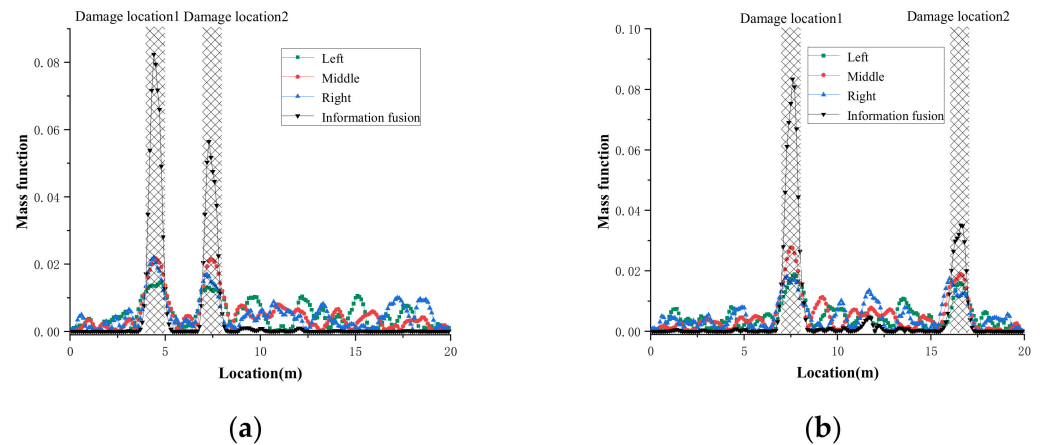 Damage location1 Damage location2
0.08
0.06
0.04
0.02
0.00
Mass function
Left
Middle
Right
Information fusion
0 5 10 15 20
Location(m)
(a)
Damage location1 Damage location2
0.10
0.08
0.06
0.04
0.02
0.00
Mass function
Left
Middle
Right
Information fusion
0 5 10 15 20
Location(m)
(b)